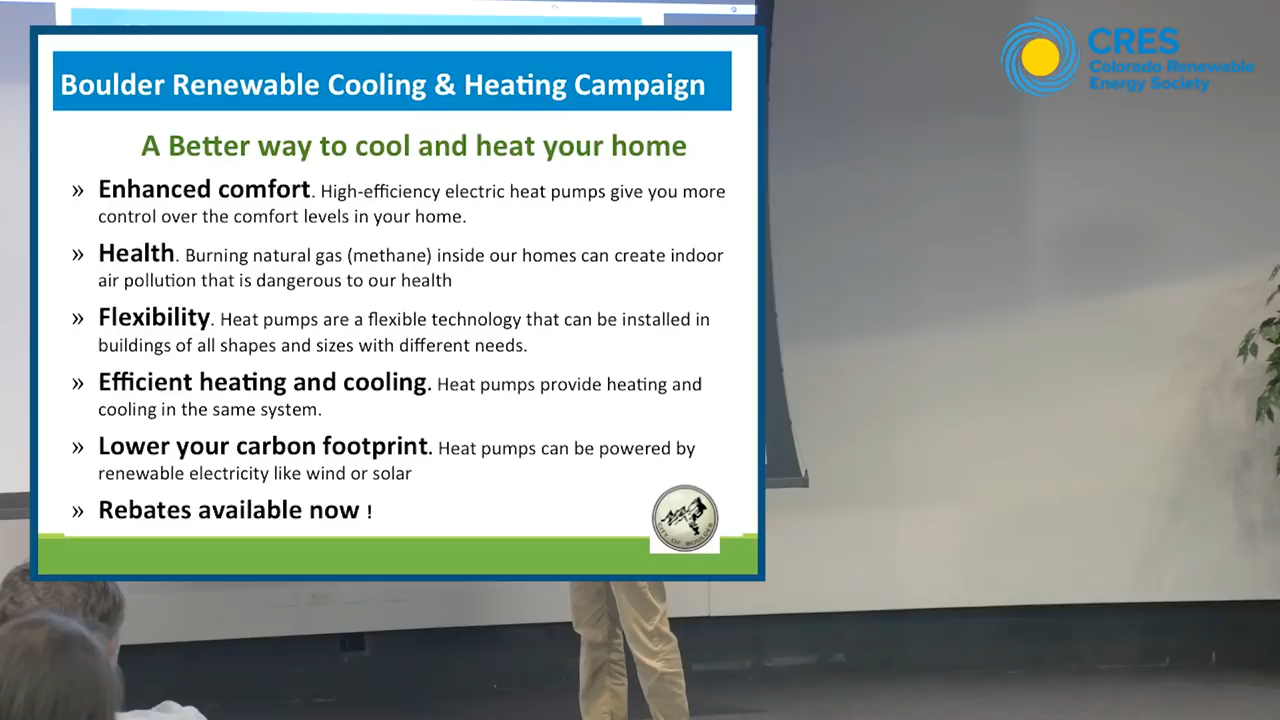 CRES
Colorado Renewable
Energy Society
Boulder Renewable Cooling & Heating Campaign
A Better way to cool and heat your home
» Enhanced comfort. High-efficiency electric heat pumps give you more
control over the comfort levels in your home.
» Health. Burning natural gas (methane) inside our homes can create indoor
air pollution that is dangerous to our health
» Flexibility. Heat pumps are a flexible technology that can be installed in
buildings of all shapes and sizes with different needs.
» Efficient heating and cooling. Heat pumps provide heating and
cooling in the same system.
» Lower your carbon footprint. Heat pumps can be powered by
renewable electricity like wind or solar
» Rebates available now !
CITY OF BOULDER